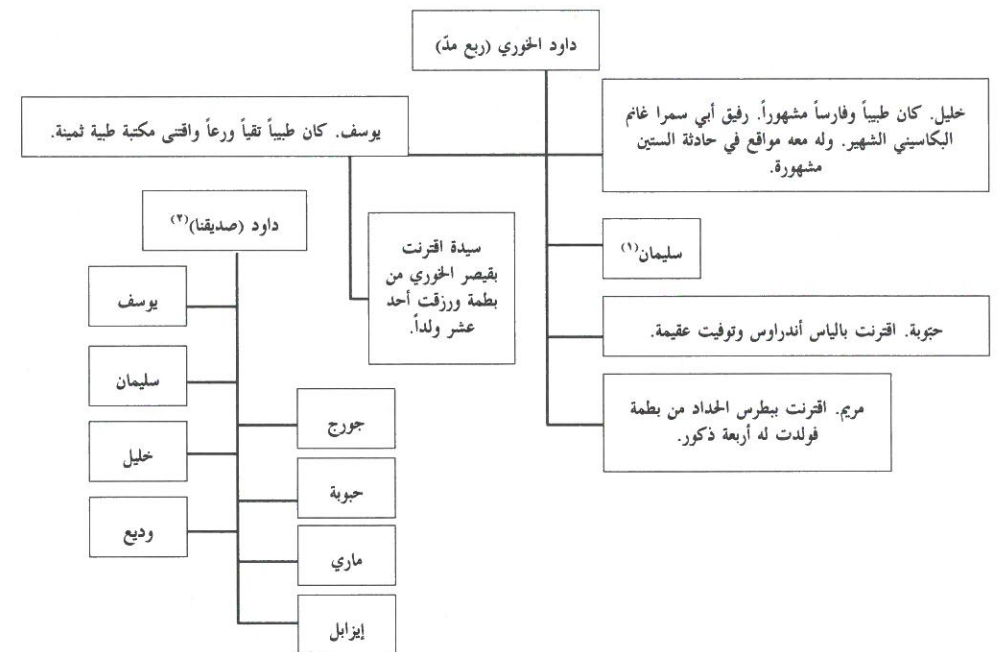 داود الخوري (ربع مدّ)
خليل. كان طبيباً وفارساً مشهوراً. رفيق أبي سمرا غانم
البكاسيني الشهير. وله معه مواقع في حادثة الستين
مشهورة.
يوسف. كان طبيباً تقياً ورعاً واقتنى مكتبة طبية ثمينة.
سليمان(١)
حبّوبة. اقترنت بالياس أندراوس وتوفيت عقيمة.
مريم. اقترنت ببطرس الحداد من بطمة
فولدت له أربعة ذكور.
سيدة اقترنت
بقيصر الخوري من
بطمة ورزقت أحد
عشر ولداً.
داود (صديقنا)(٢)
يوسف
سليمان
خليل
وديع
جورج
حبوبة
ماري
إيزابل